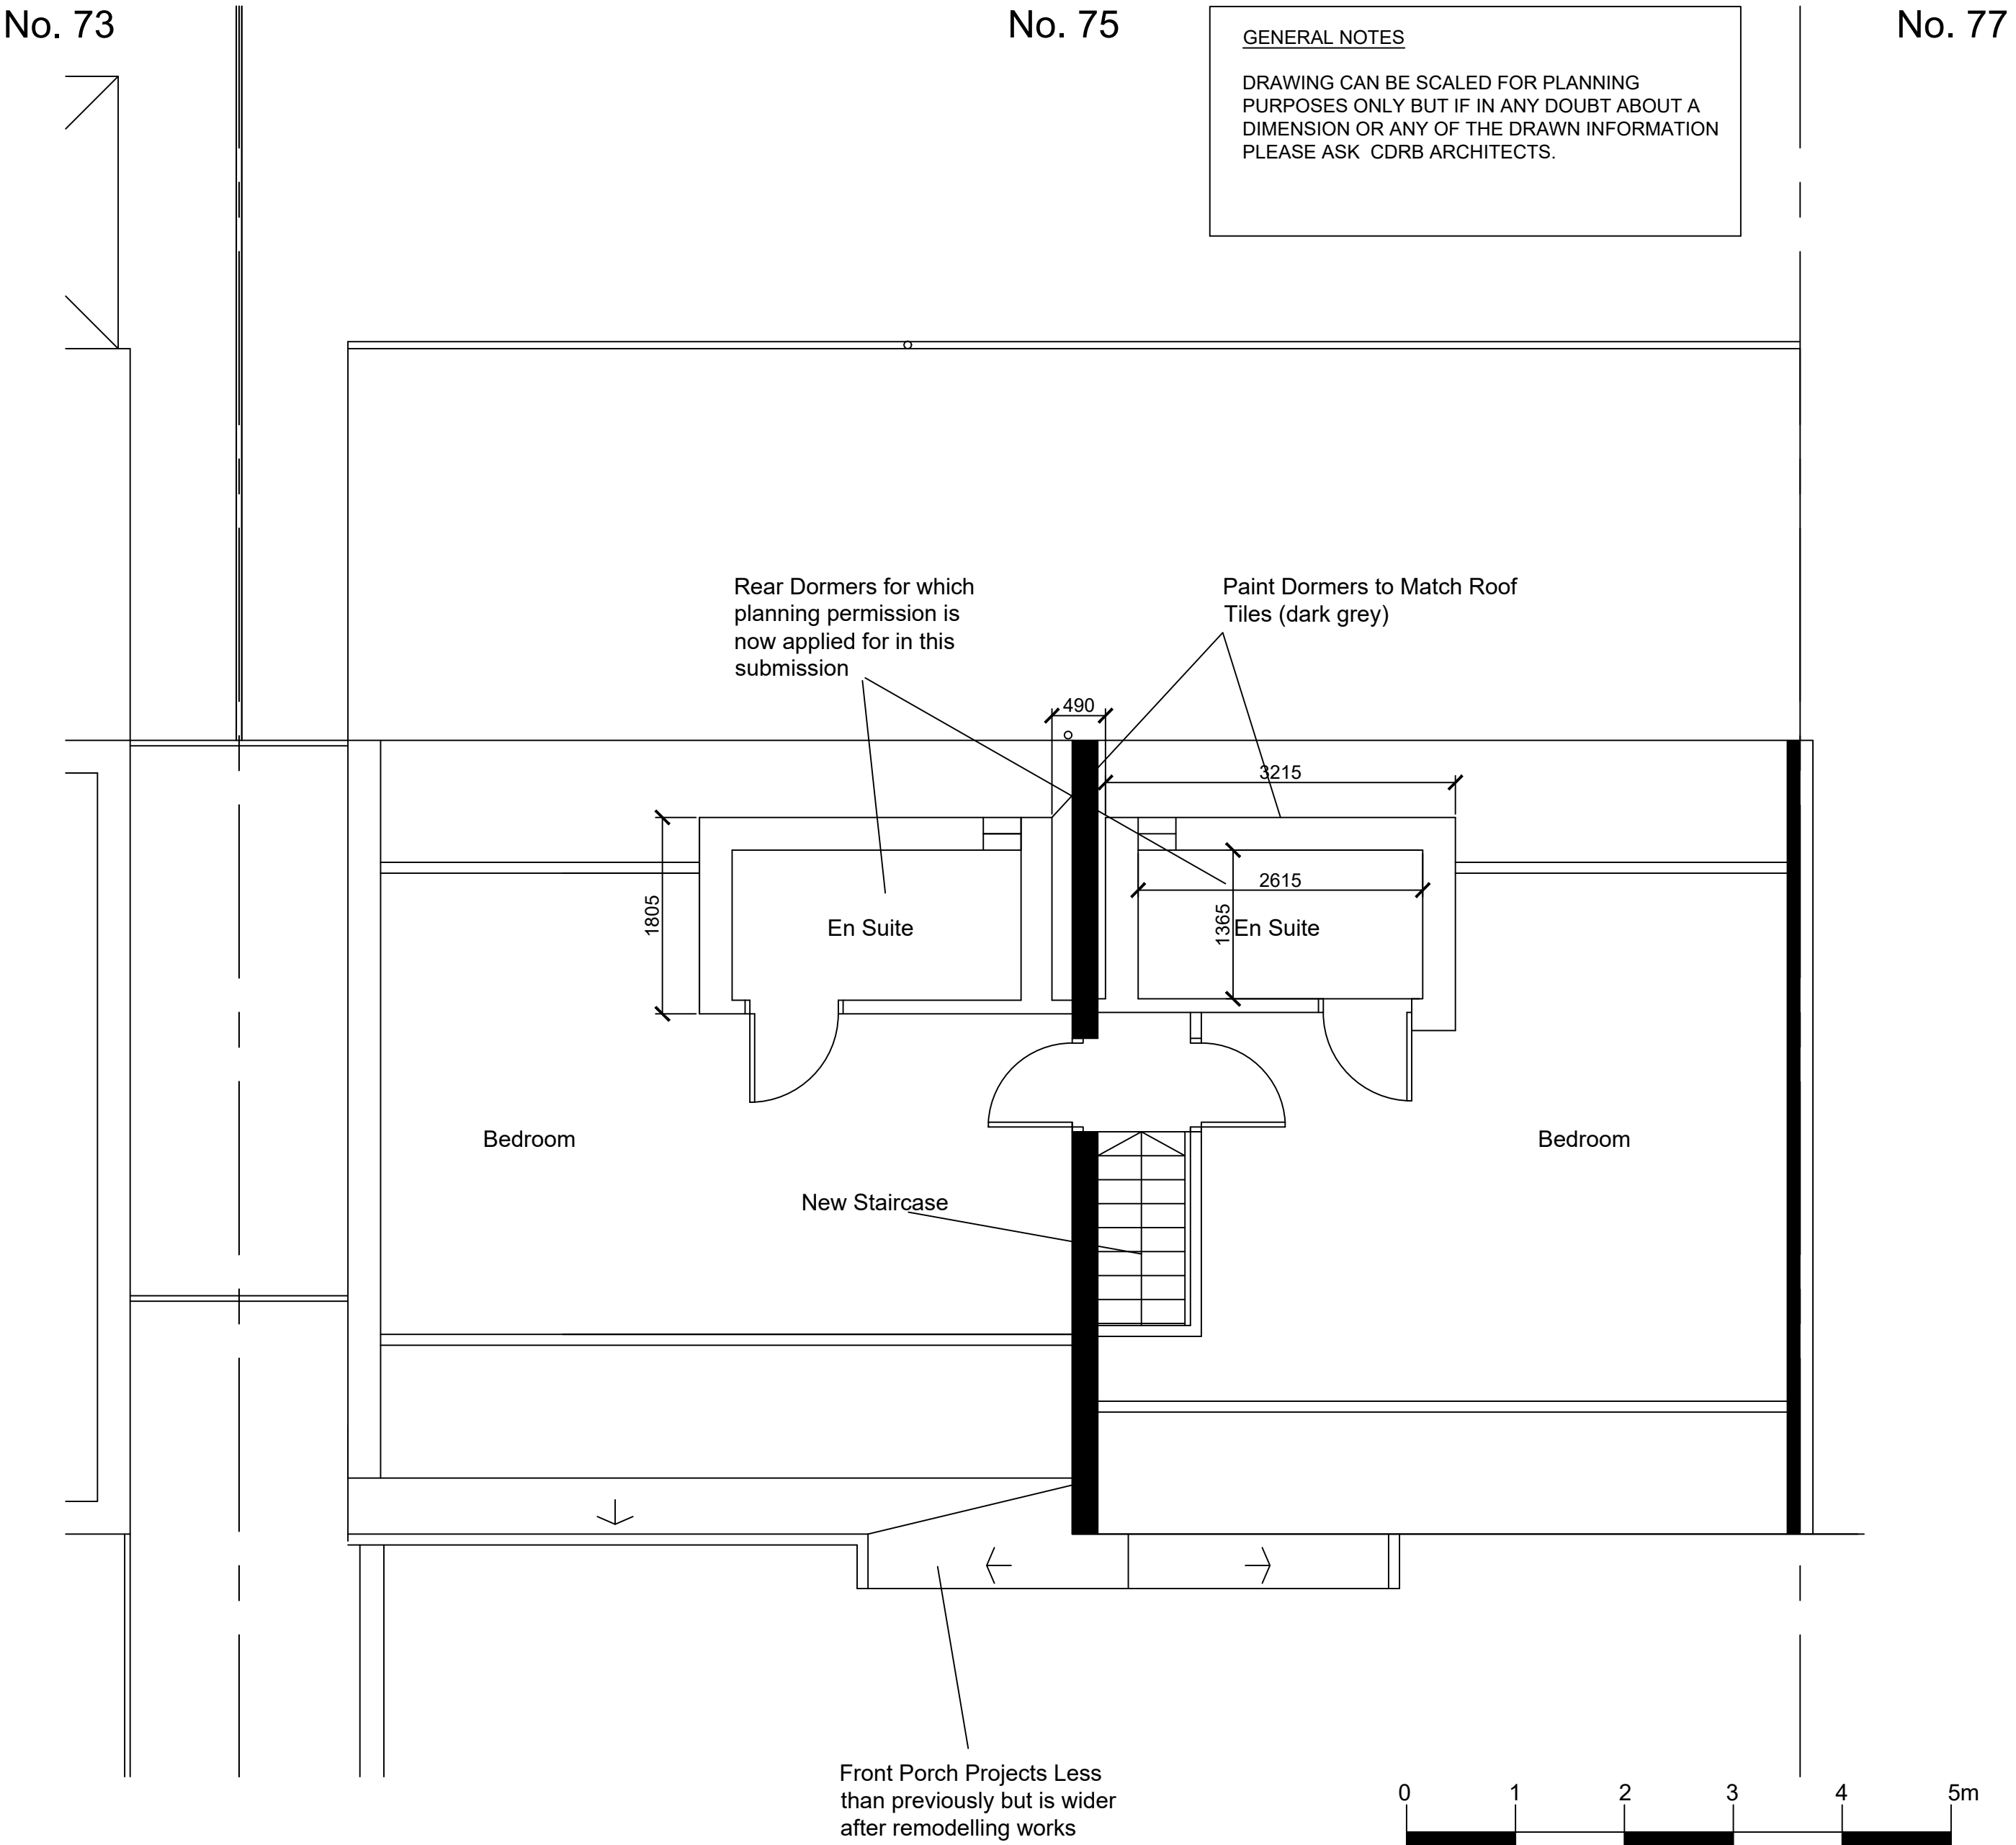 No. 73
No. 75
No. 77
GENERAL NOTES
DRAWING CAN BE SCALED FOR PLANNING
PURPOSES ONLY BUT IF IN ANY DOUBT ABOUT A
DIMENSION OR ANY OF THE DRAWN INFORMATION
PLEASE ASK CDRB ARCHITECTS.
Rear Dormers for which
planning permission is
now applied for in this
submission
Paint Dormers to Match Roof
Tiles (dark grey)
490
3215
1805
2615
1365
En Suite
En Suite
Bedroom
Bedroom
New Staircase
Front Porch Projects Less
than previously but is wider
after remodelling works
0 1 2 3 4 5m